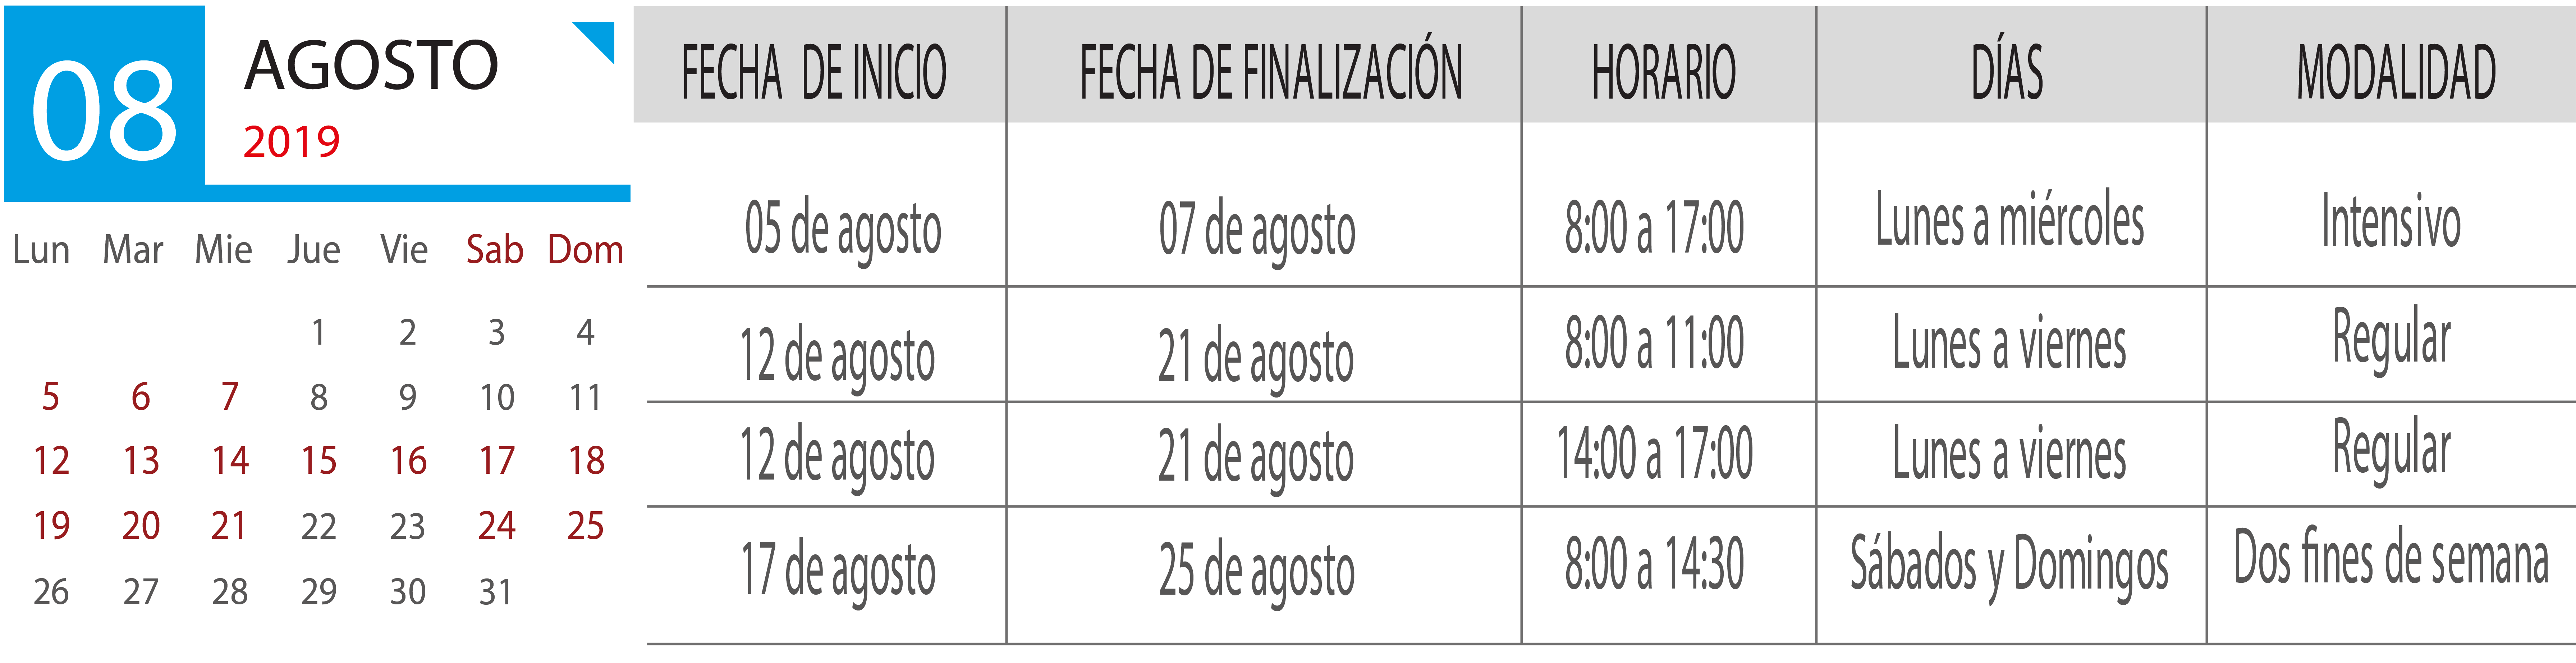 08
AGOSTO
2019
Lun Mar Mie Jue Vie Sab Dom
1 2 3 4
5 6 7 8 9 10 11
12 13 14 15 16 17 18
19 20 21 22 23 24 25
26 27 28 29 30 31
FECHA DE INICIO FECHA DE FINALIZACIÓN HORARIO DÍAS MODALIDAD
05 de agosto 07 de agosto 8:00 a 17:00 Lunes a miércoles Intensivo
12 de agosto 21 de agosto 8:00 a 11:00 Lunes a viernes Regular
12 de agosto 21 de agosto 14:00 a 17:00 Lunes a viernes Regular
17 de agosto 25 de agosto 8:00 a 14:30 Sábados y Domingos Dos fines de semana